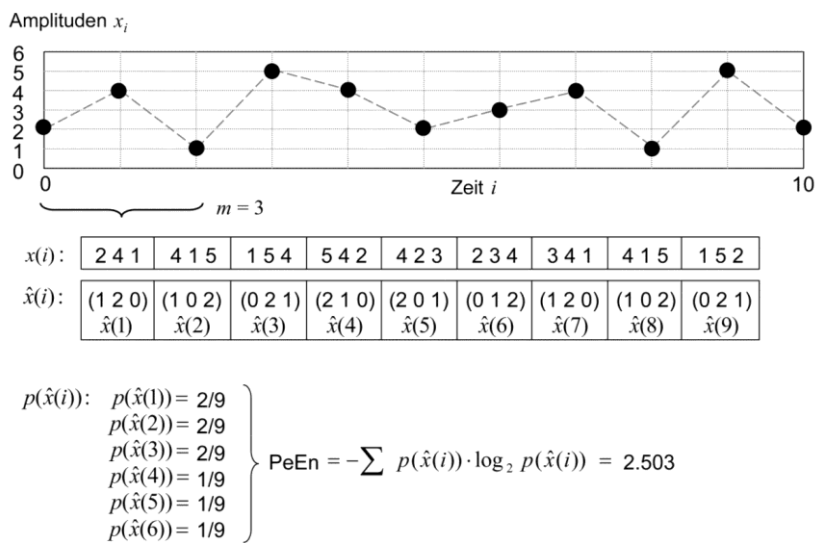 Amplituden xᵢ
6
5
4
3
2
1
0
0 Zeit i 10
m = 3
x(i): 2 4 1 4 1 5 1 5 4 5 4 2 4 2 3 2 3 4 3 4 1 4 1 5 1 5 2
x̂(i): (1 2 0) (1 0 2) (0 2 1) (2 1 0) (2 0 1) (0 1 2) (1 2 0) (1 0 2) (0 2 1)
x̂(1) x̂(2) x̂(3) x̂(4) x̂(5) x̂(6) x̂(7) x̂(8) x̂(9)
p(x̂(i)): p(x̂(1)) = 2/9
p(x̂(2)) = 2/9
p(x̂(3)) = 2/9
p(x̂(4)) = 1/9
p(x̂(5)) = 1/9
p(x̂(6)) = 1/9
PeEn = −∑ p(x̂(i)) · log₂ p(x̂(i)) = 2.503